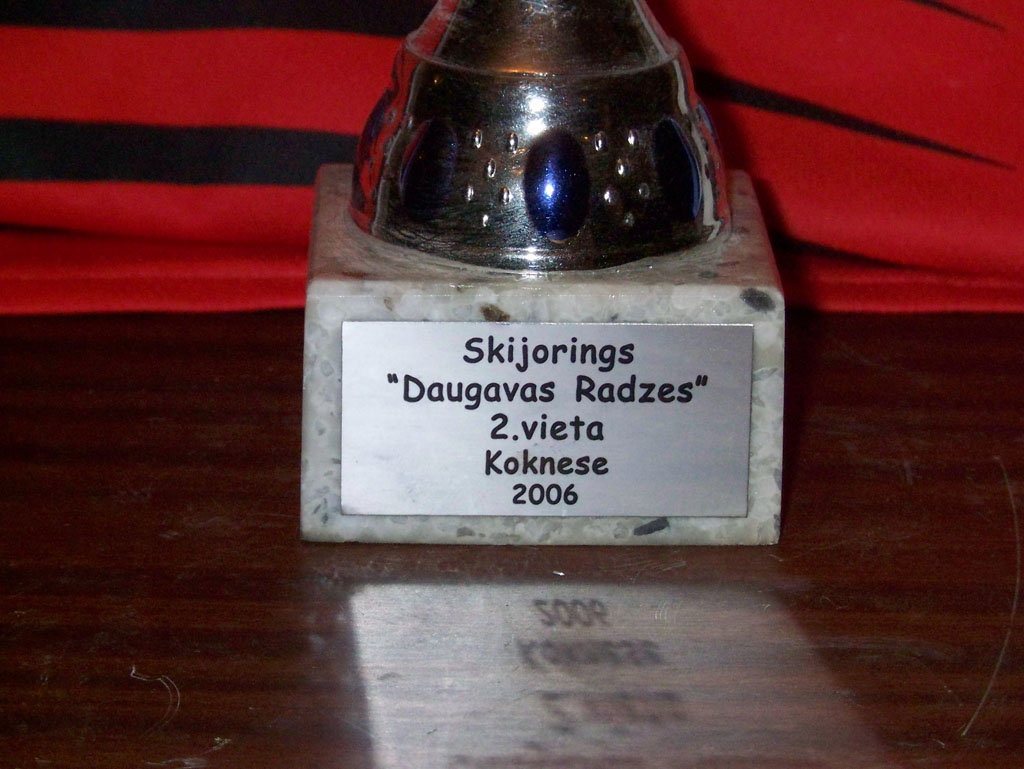 Skijorings
"Daugavas Radzes"
2.vieta
Koknese
2006